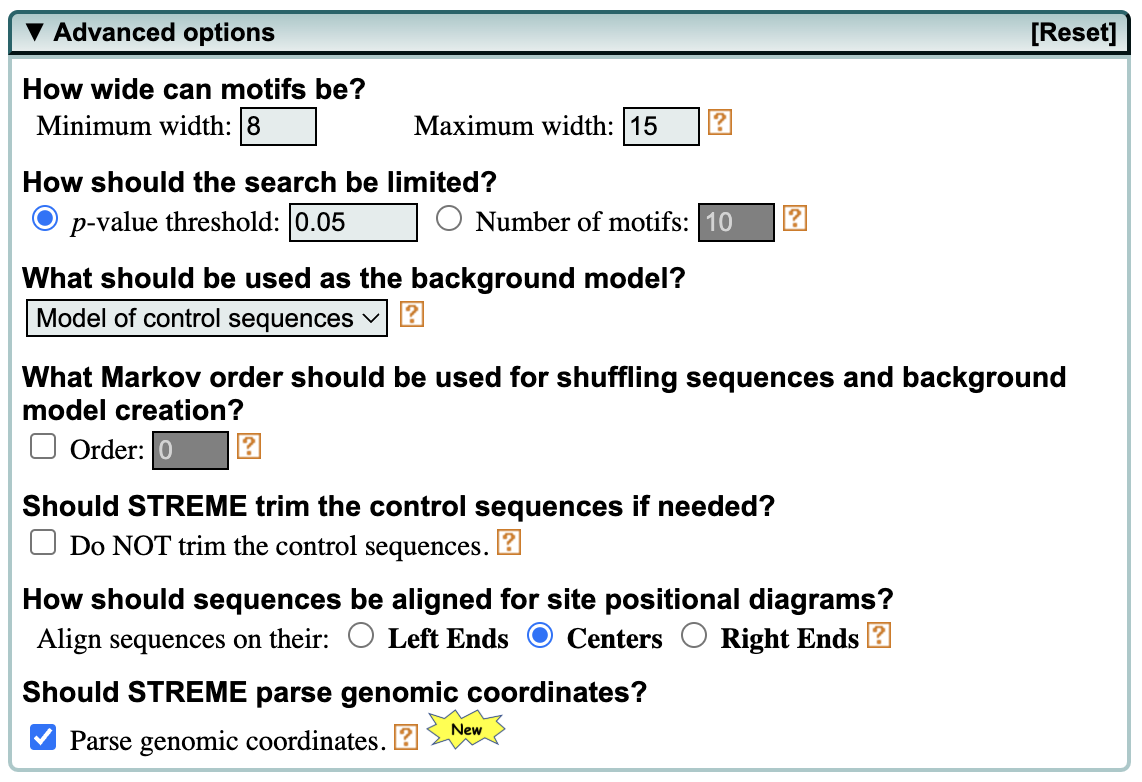 ▼ Advanced options [Reset]
How wide can motifs be?
Minimum width: 8 Maximum width: 15 ?
How should the search be limited?
p-value threshold: 0.05 Number of motifs: 10 ?
What should be used as the background model?
Model of control sequences ?
What Markov order should be used for shuffling sequences and background
model creation?
Order: 0 ?
Should STREME trim the control sequences if needed?
Do NOT trim the control sequences. ?
How should sequences be aligned for site positional diagrams?
Align sequences on their: Left Ends Centers Right Ends ?
Should STREME parse genomic coordinates?
Parse genomic coordinates. ? New